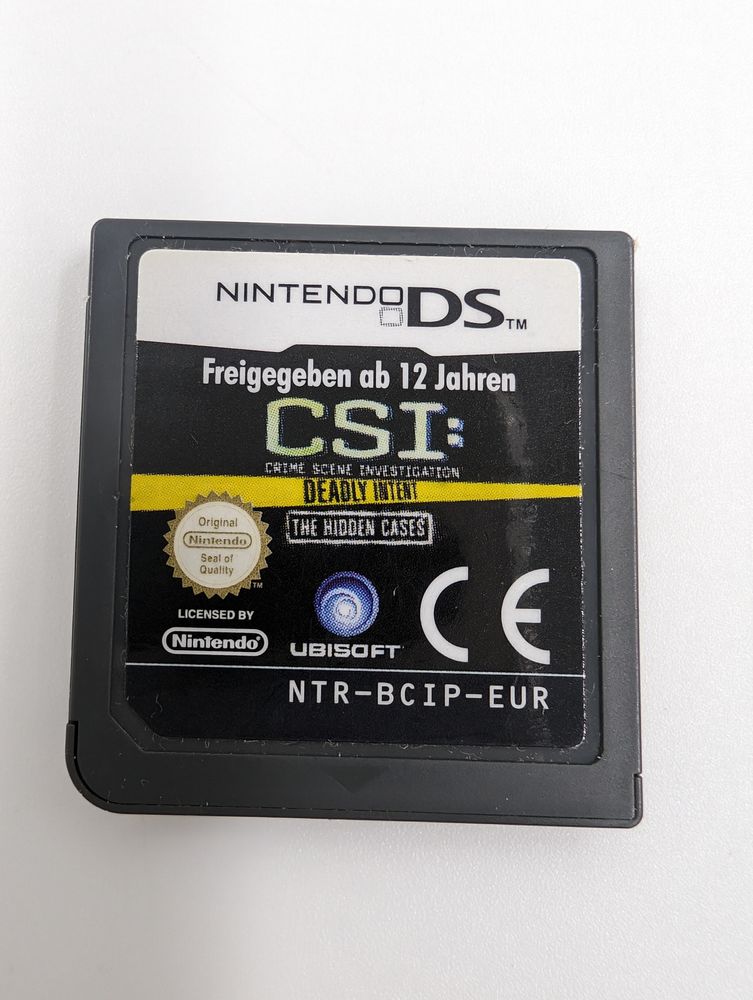 NINTENDO DS™
Freigegeben ab 12 Jahren
CSI:
CRIME SCENE INVESTIGATION
DEADLY INTENT
THE HIDDEN CASES
Original
Nintendo
Seal of
Quality
TM
LICENSED BY
Nintendo
UBISOFT
CE
NTR-BCIP-EUR